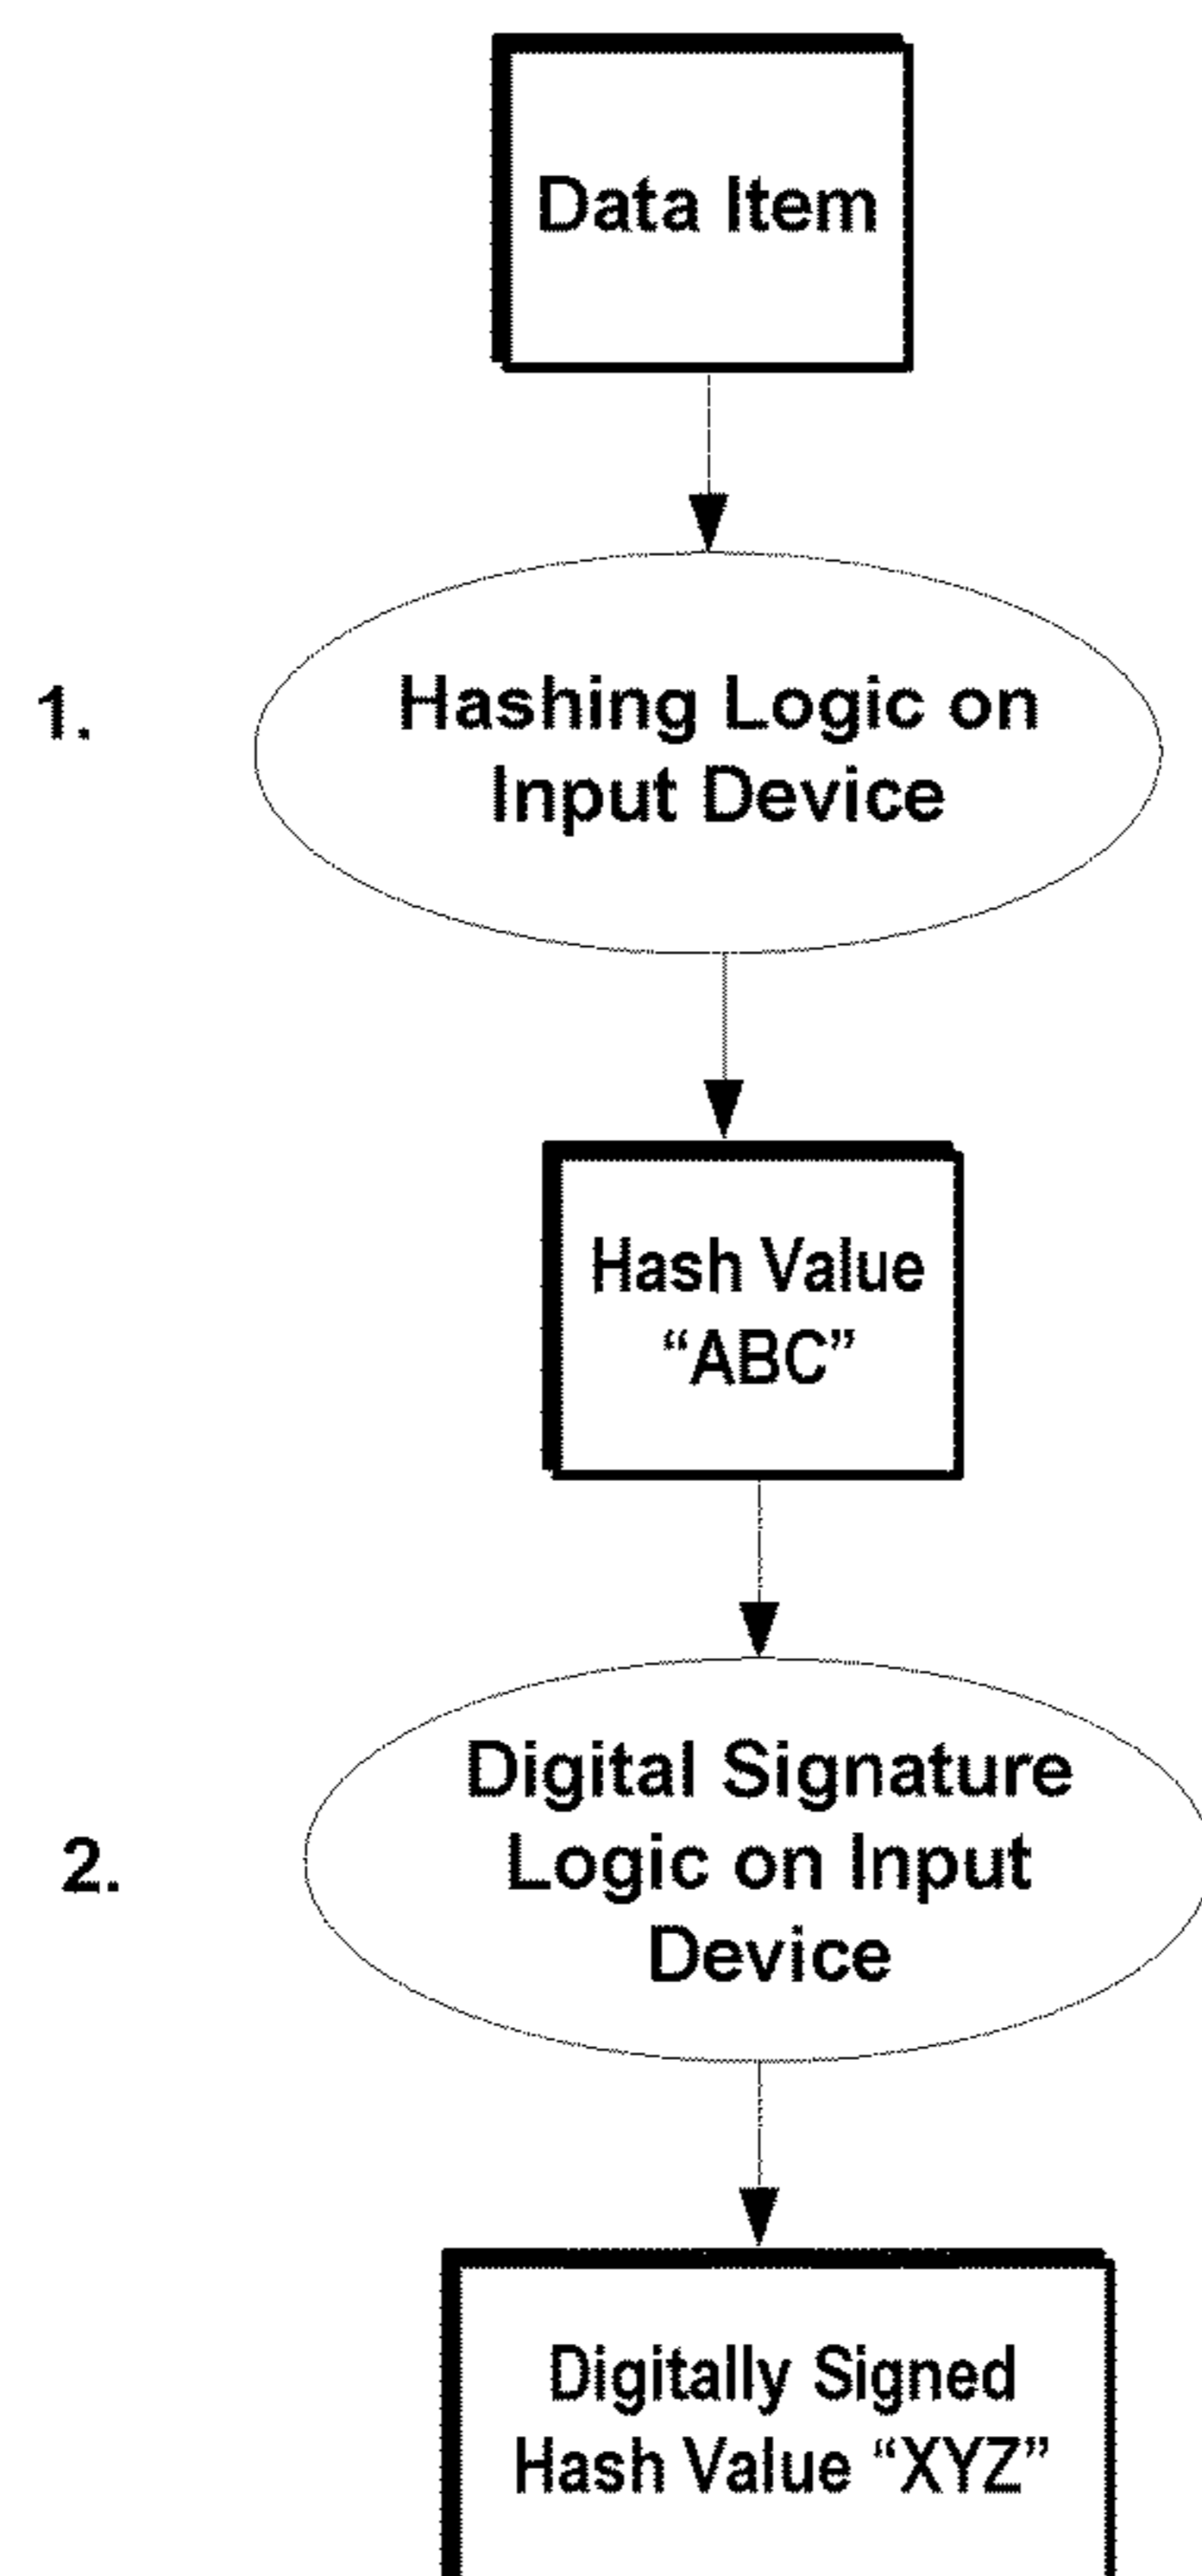 Data Item
1.
Hashing Logic on
Input Device
Hash Value
“ABC”
2.
Digital Signature
Logic on Input
Device
Digitally Signed
Hash Value “XYZ”